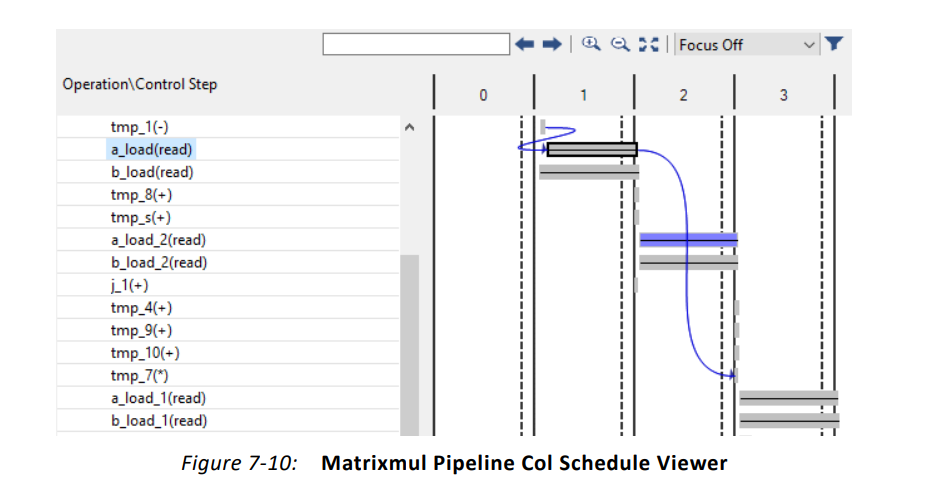 Focus Off
Operation\Control Step
0 1 2 3
tmp_1(-)
a_load(read)
b_load(read)
tmp_8(+)
tmp_s(+)
a_load_2(read)
b_load_2(read)
j_1(+)
tmp_4(+)
tmp_9(+)
tmp_10(+)
tmp_7(*)
a_load_1(read)
b_load_1(read)
Figure 7-10: Matrixmul Pipeline Col Schedule Viewer